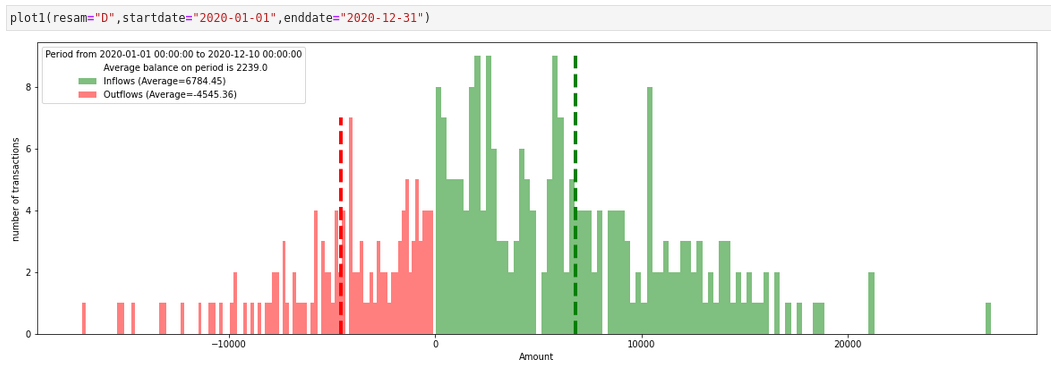 plot1(resam="D",startdate="2020-01-01",enddate="2020-12-31")
Period from 2020-01-01 00:00:00 to 2020-12-10 00:00:00
Average balance on period is 2239.0
Inflows (Average=6784.45)
Outflows (Average=-4545.36)
number of transactions
8
6
4
2
0
−10000 0 10000 20000
Amount